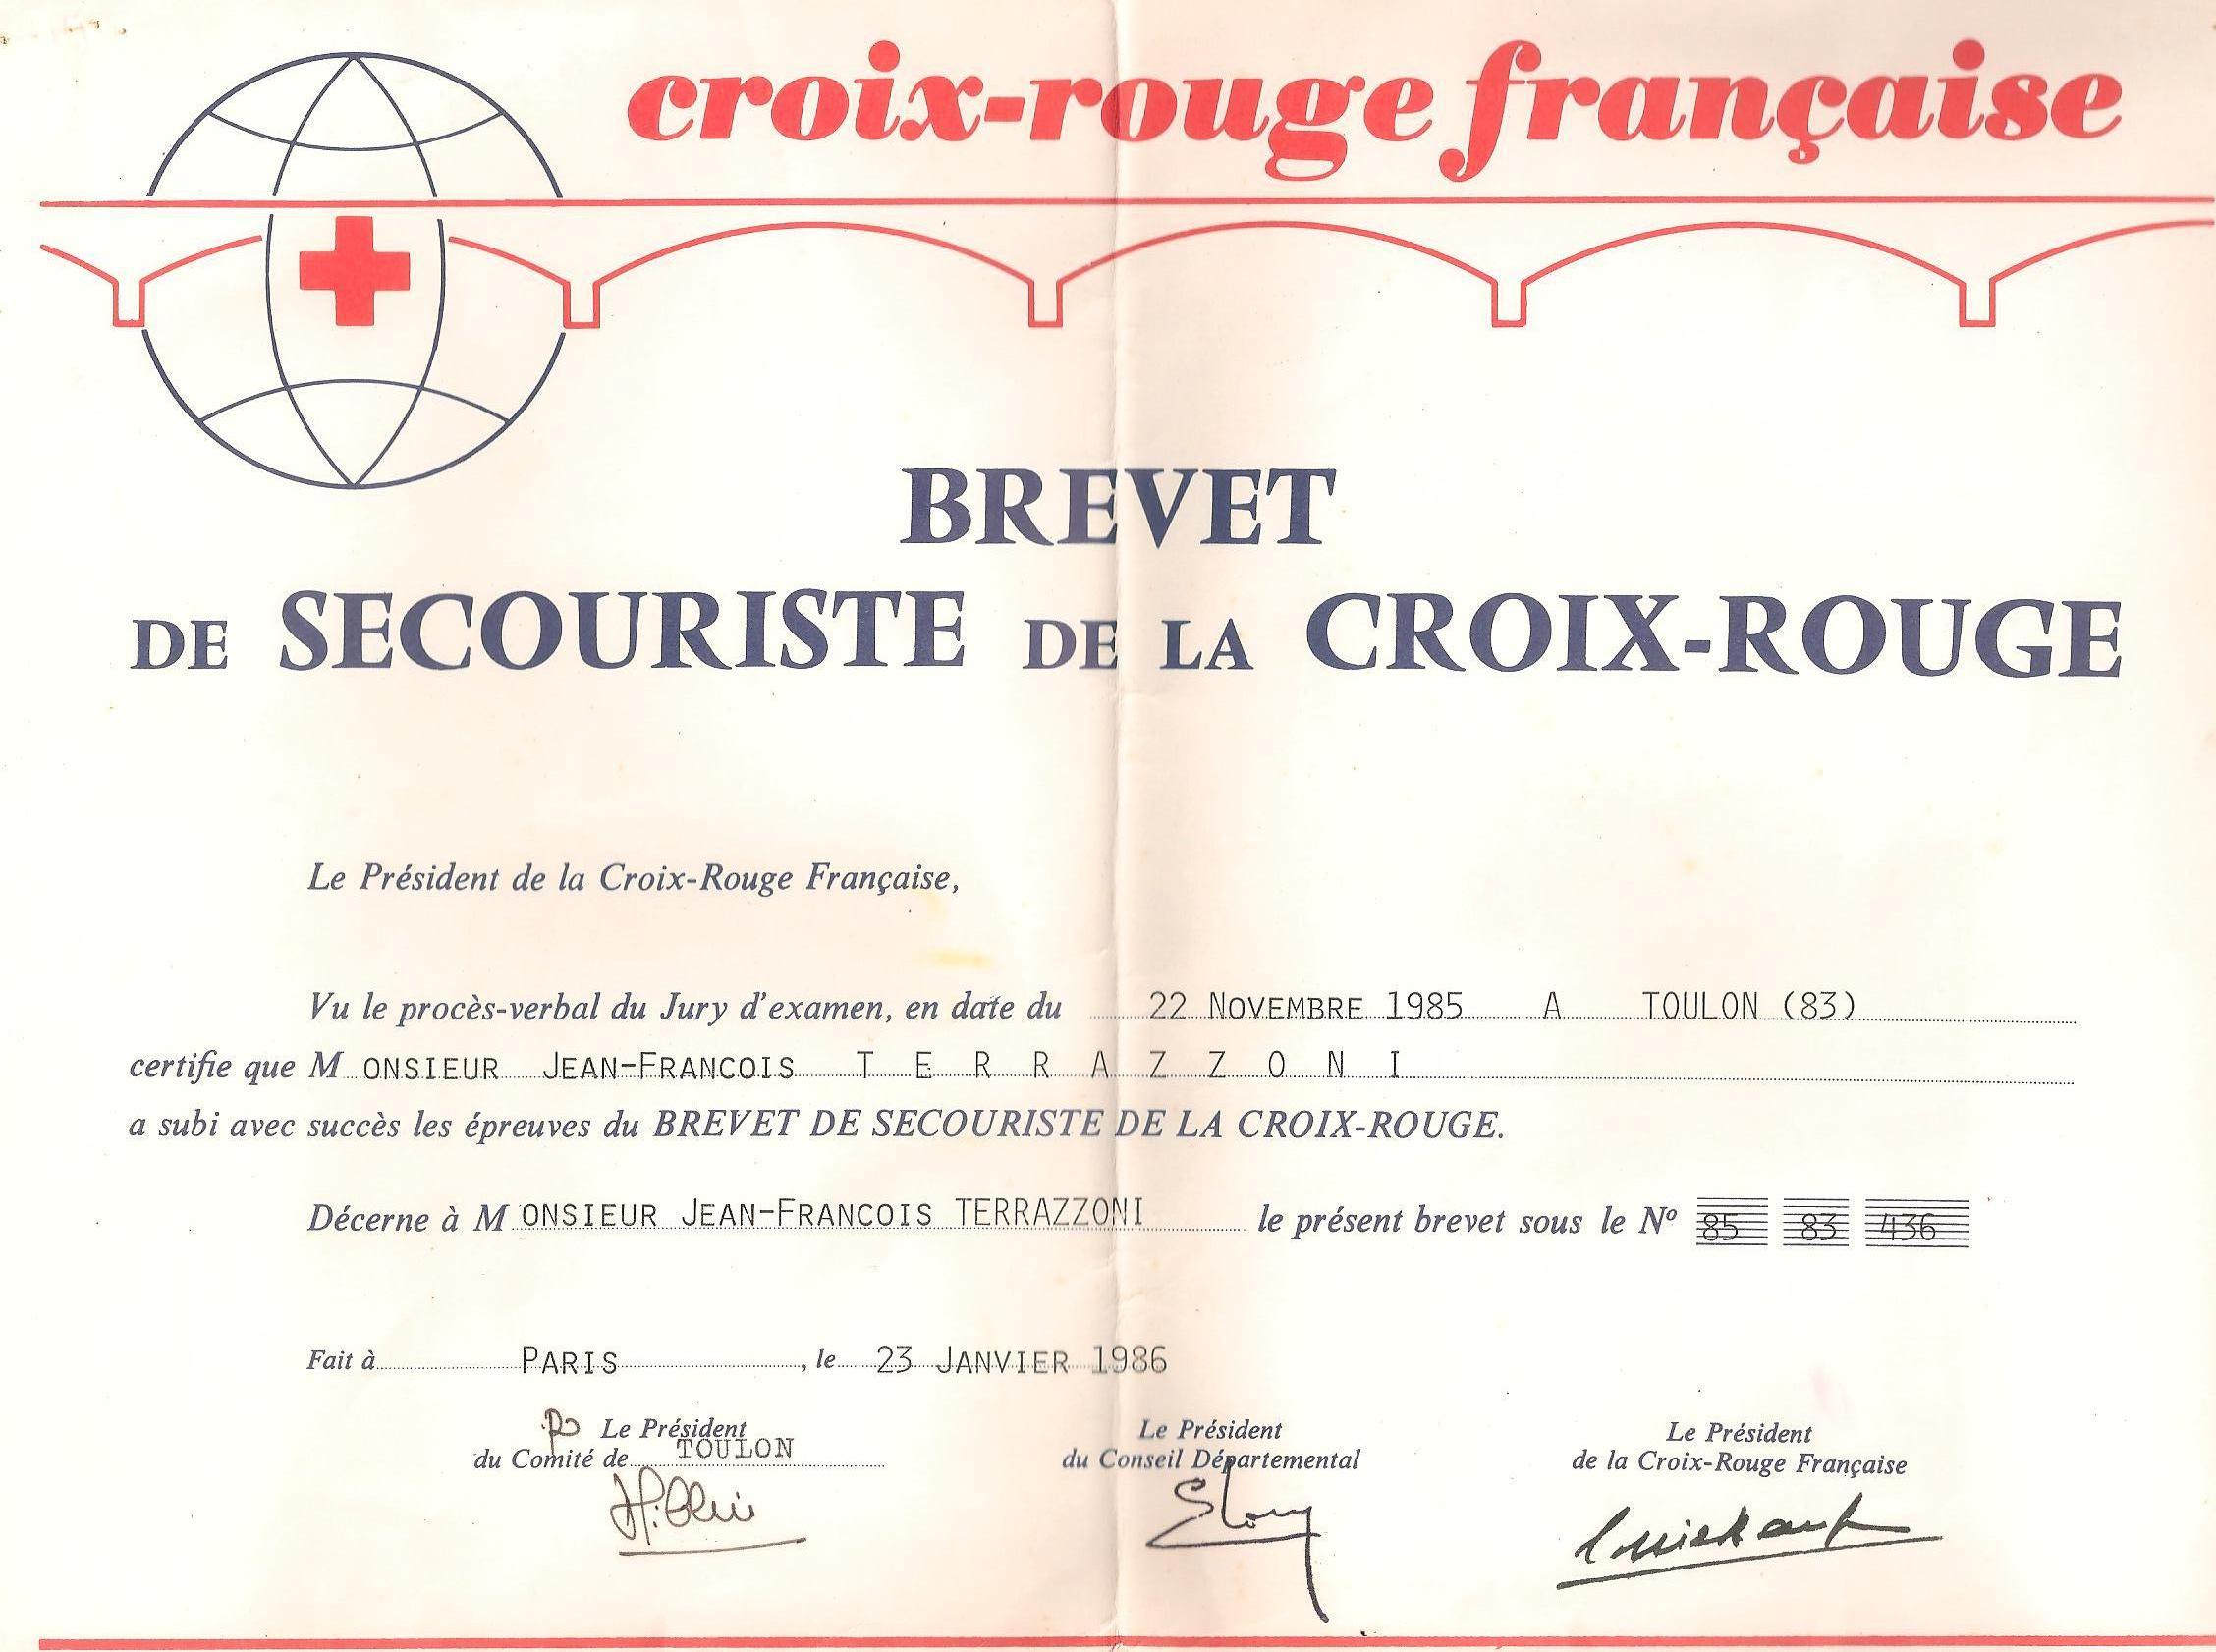 croix-rouge française
BREVET
DE SECOURISTE DE LA CROIX-ROUGE
Le Président de la Croix-Rouge Française,
Vu le procès-verbal du Jury d'examen, en date du 22 NOVEMBRE 1985 A TOULON (83)
certifie que M ONSIEUR JEAN-FRANCOIS T E R R A Z Z O N I
a subi avec succès les épreuves du BREVET DE SECOURISTE DE LA CROIX-ROUGE.
Décerne à M ONSIEUR JEAN-FRANCOIS TERRAZZONI le présent brevet sous le Nº 85 83 436
Fait à PARIS, le 23 JANVIER 1986
Po Le Président
du Comité de TOULON
Le Président
du Conseil Départemental
Le Président
de la Croix-Rouge Française